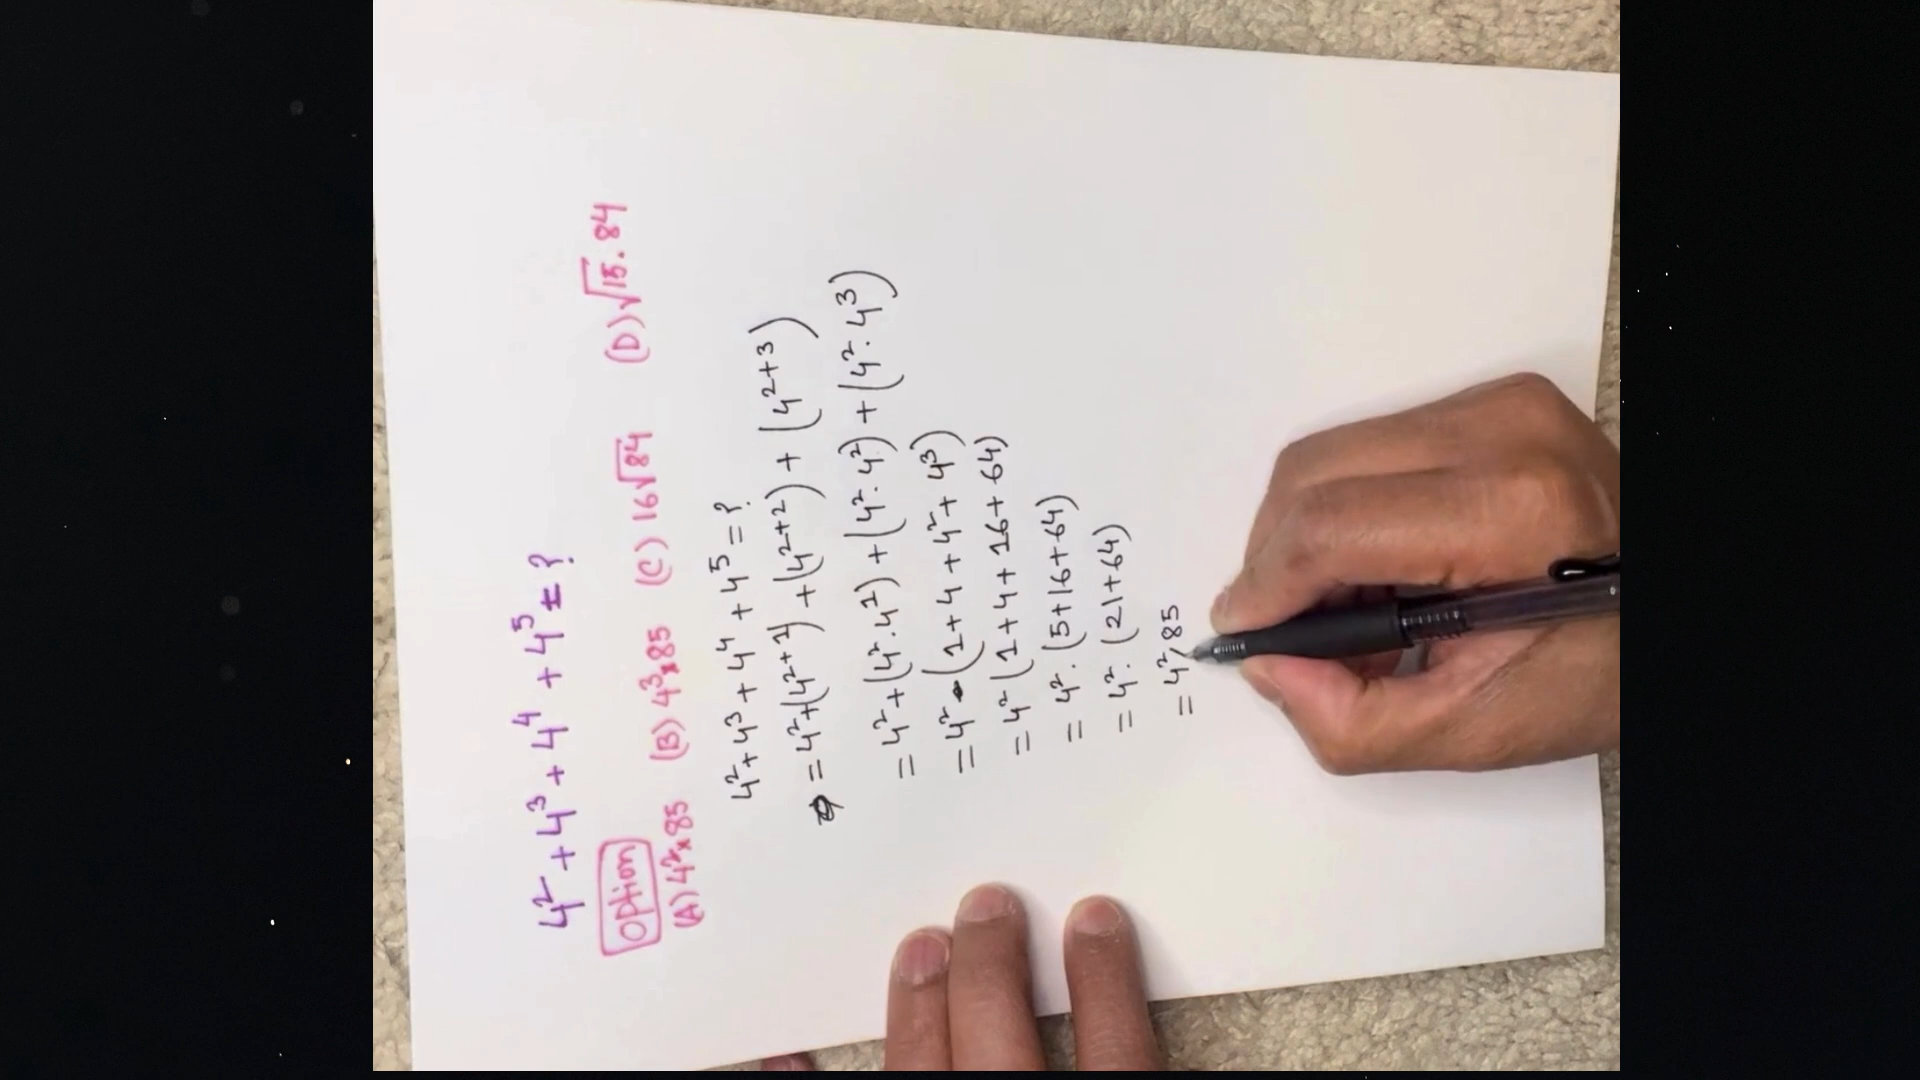 4² + 4³ + 4⁴ + 4⁵ = ?
Option
(A) 4²×85 (B) 4³×85 (C) 16√84 (D) √15.84
4² + 4³ + 4⁴ + 4⁵ = ?
= 4² + (4²⁺¹) + (4²⁺²) + (4²⁺³)
= 4² + (4².4¹) + (4².4²) + (4².4³)
= 4² (1 + 4 + 4² + 4³)
= 4² (1 + 4 + 16 + 64)
= 4². (5+16+64)
= 4². (21+64)
= 4² 85